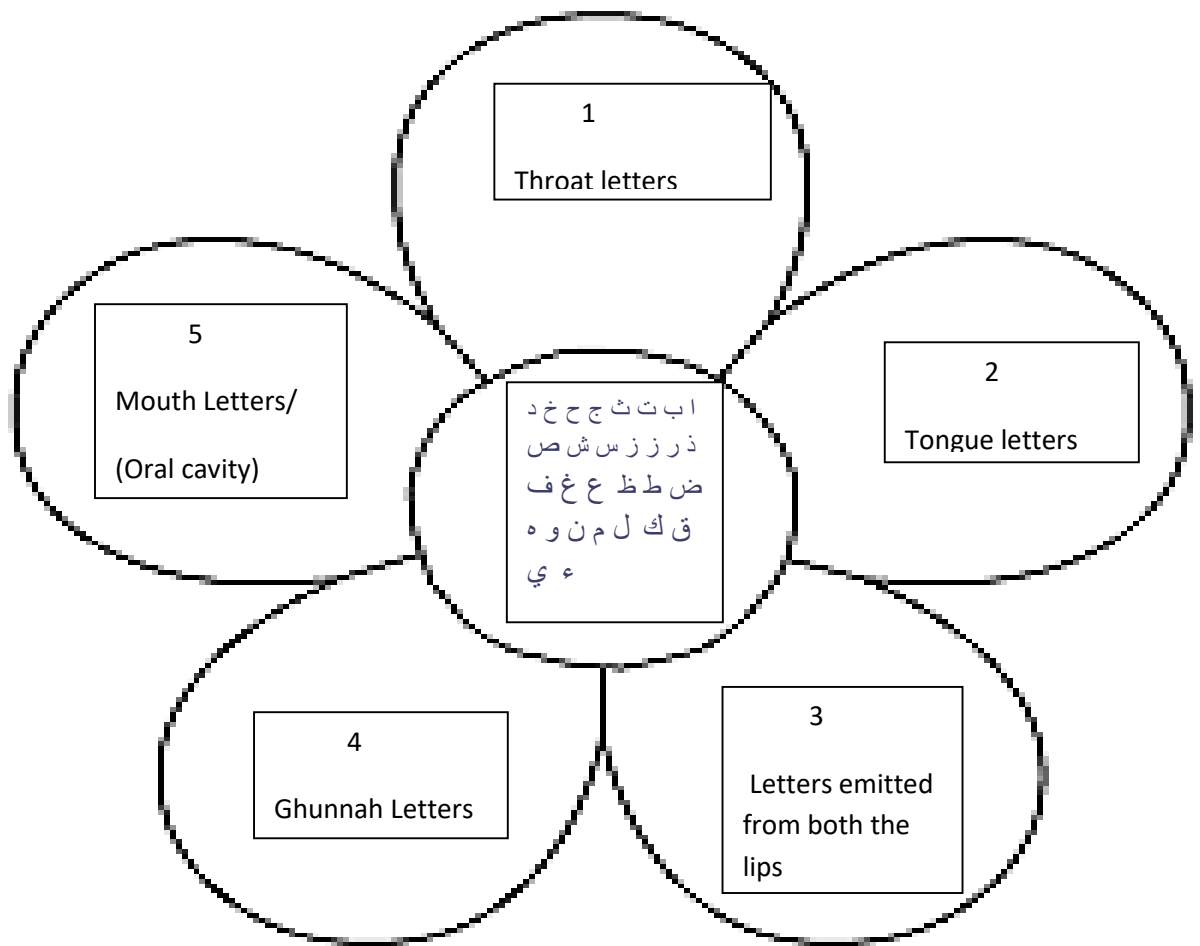 1
Throat letters
5
Mouth Letters/
(Oral cavity)
2
Tongue letters
ا ب ت ث ج ح خ د
ذ ر ز ز س ش ص
ض ط ظ ع غ ف
ق ك ل م ن و ه
ء ي
4
Ghunnah Letters
3
Letters emitted
from both the
lips